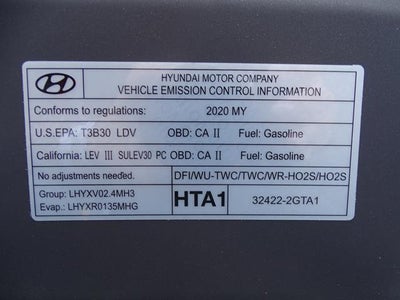 HYUNDAI MOTOR COMPANY
VEHICLE EMISSION CONTROL INFORMATION
Conforms to regulations: 2020 MY
U.S.EPA: T3B30 LDV OBD: CA II Fuel: Gasoline
California: LEV III SULEV30 PC OBD: CA II Fuel: Gasoline
No adjustments needed. DFI/WU-TWC/TWC/WR-HO2S/HO2S
Group: LHYXV02.4MH3
Evap.: LHYXR0135MHG
HTA1 32422-2GTA1